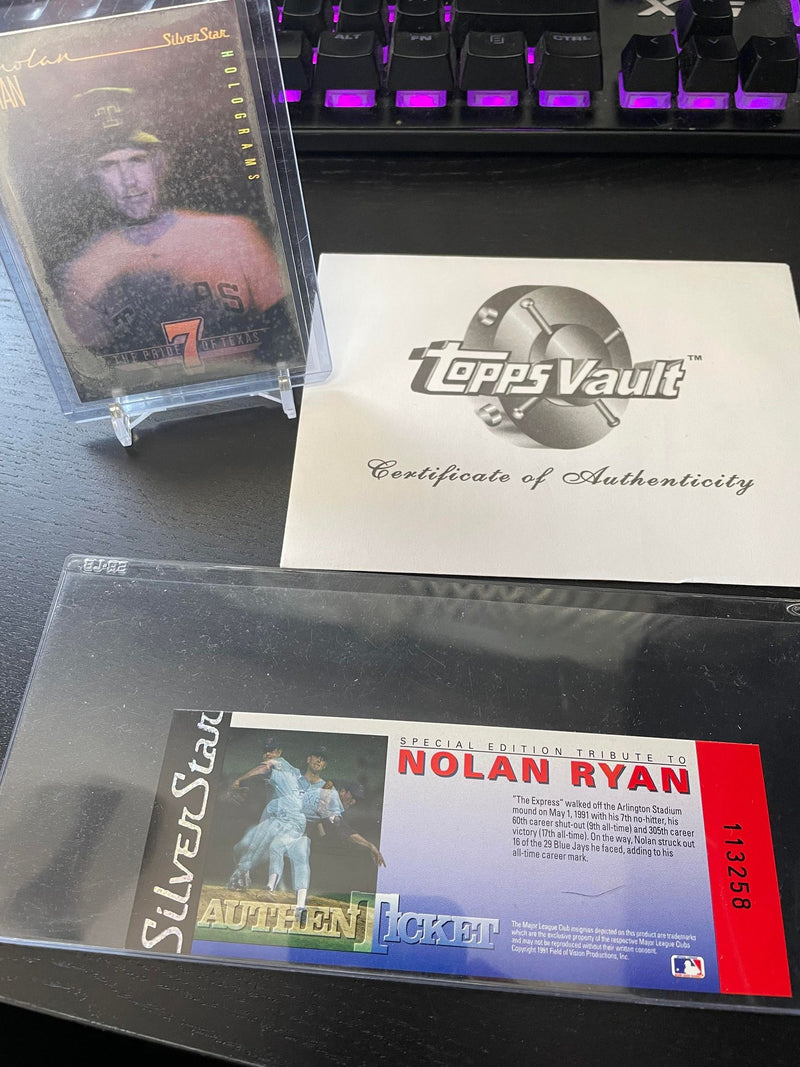 nolan
SilverStar
HOLOGRAMS
TEXAS
7
THE PRIDE OF TEXAS
ALT
FN
CTRL
Topps Vault™
Certificate of Authenticity
SilverStar
SPECIAL EDITION TRIBUTE TO
NOLAN RYAN
"The Express" walked off the Arlington Stadium
mound on May 1, 1991 with his 7th no-hitter, his
60th career shut-out (9th all-time) and 305th career
victory (17th all-time). On the way, Nolan struck out
16 of the 29 Blue Jays he faced, adding to his
all-time career mark.
AUTHENTICKET
The Major League Club insignias depicted on this product are trademarks
which are the exclusive property of the respective Major League Clubs
and may not be reproduced without their written consent.
Copyright 1991 Field of Vision Productions, Inc.
113258